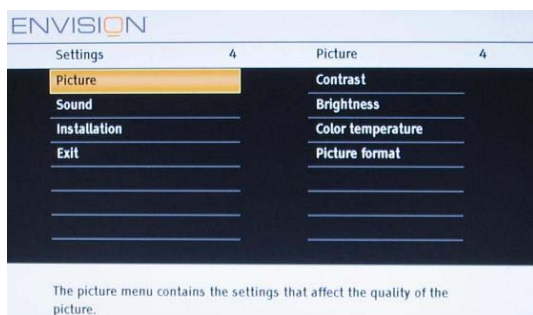 ENVISION
Settings 4 Picture 4
Picture Contrast
Sound Brightness
Installation Color temperature
Exit Picture format
The picture menu contains the settings that affect the quality of the
picture.